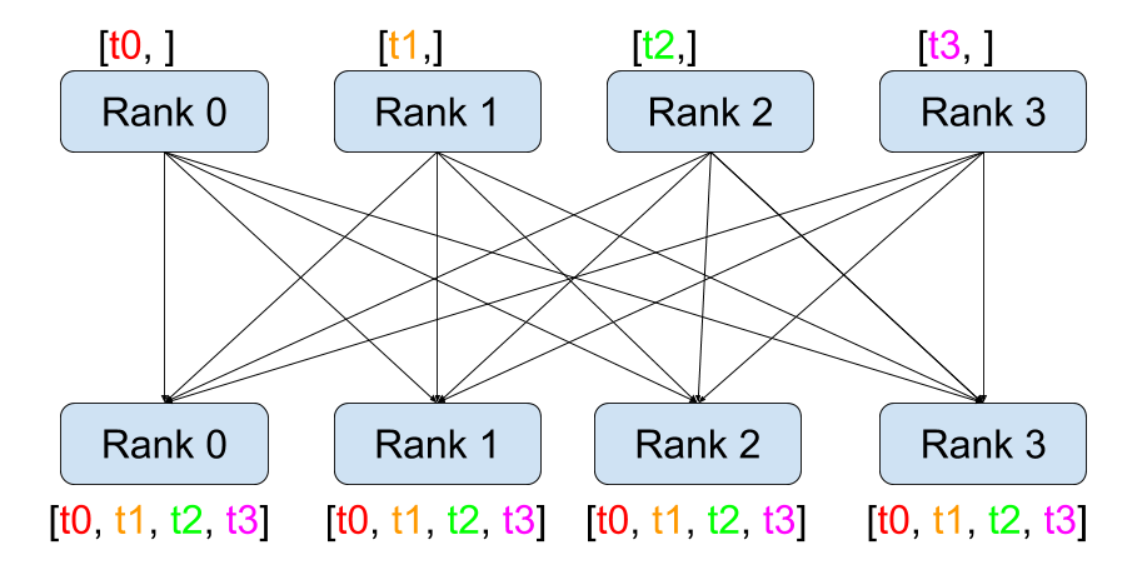 [t0, ] [t1,] [t2,] [t3, ]
Rank 0 Rank 1 Rank 2 Rank 3
Rank 0 Rank 1 Rank 2 Rank 3
[t0, t1, t2, t3] [t0, t1, t2, t3] [t0, t1, t2, t3] [t0, t1, t2, t3]